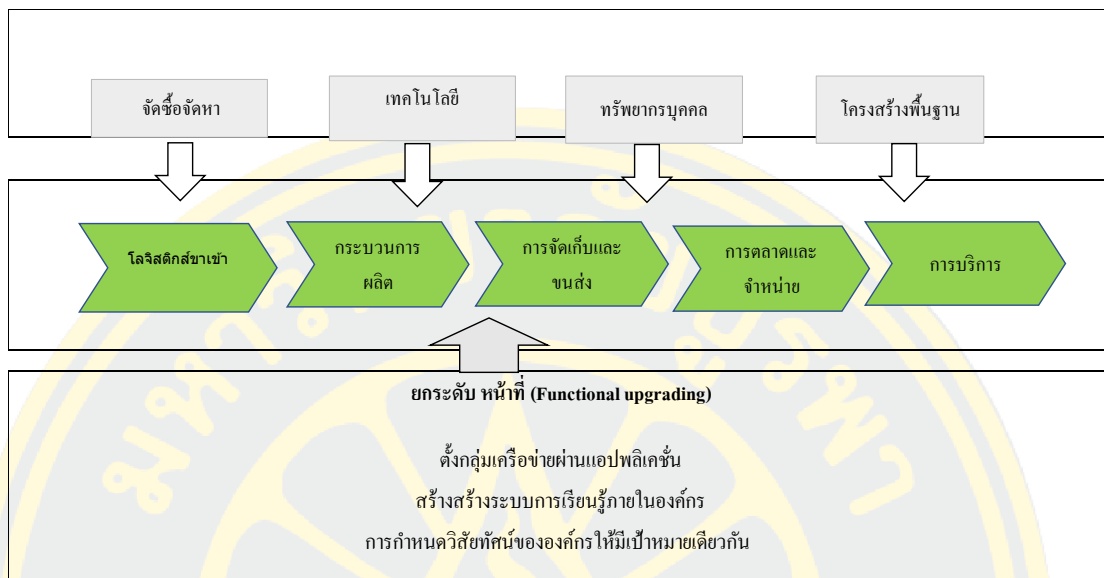 จัดซื้อจัดหา
เทคโนโลยี
ทรัพยากรบุคคล
โครงสร้างพื้นฐาน
โลจิสติกส์ขาเข้า
กระบวนการ
ผลิต
การจัดเก็บและ
ขนส่ง
การตลาดและ
จำหน่าย
การบริการ
ยกระดับ หน้าที่ (Functional upgrading)
ตั้งกลุ่มเครือข่ายผ่านแอปพลิเคชั่น
สร้างสร้างระบบการเรียนรู้ภายในองค์กร
การกำหนดวิสัยทัศน์ขององค์กรให้มีเป้าหมายเดียวกัน